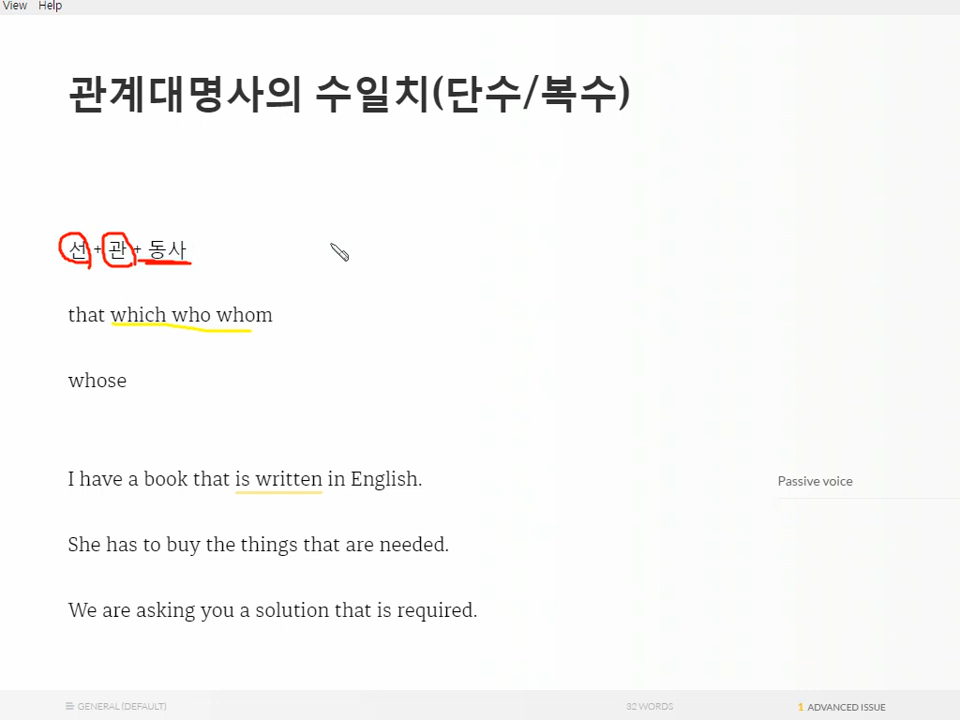 View Help
관계대명사의 수일치(단수/복수)
선 + 관 + 동사
that which who whom
whose
I have a book that is written in English.
Passive voice
She has to buy the things that are needed.
We are asking you a solution that is required.
GENERAL (DEFAULT) 32 WORDS 1 ADVANCED ISSUE